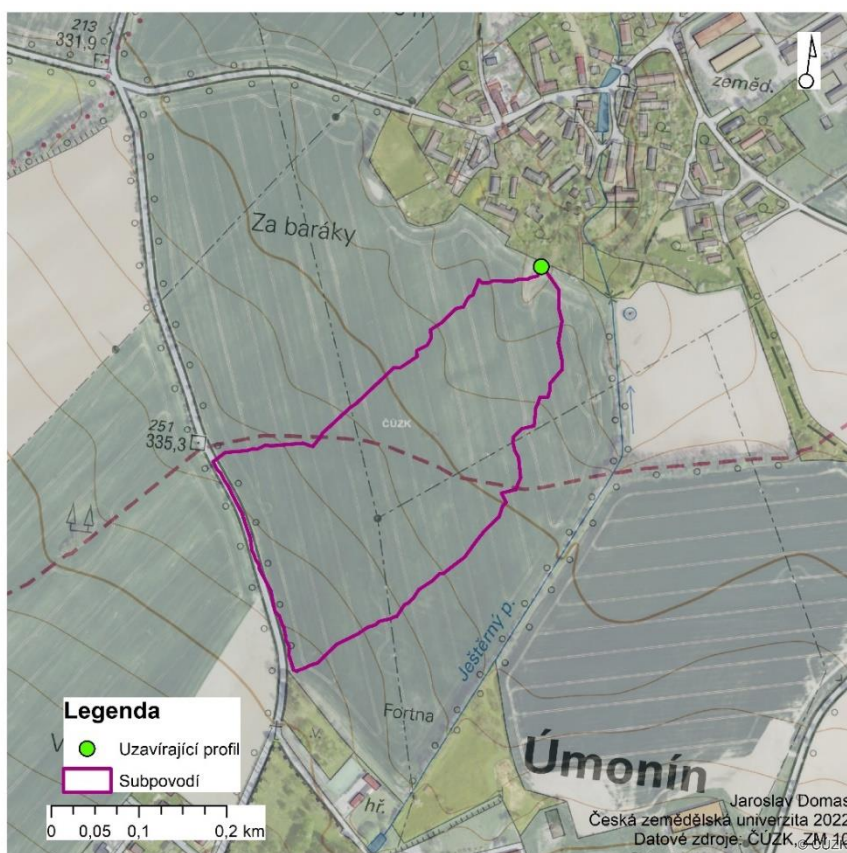 213
331,9
zeměd.
Za baráky
ČÚZK
251
335,3
Ještěrný p.
Fortna
Úmonín
hř.
Legenda
Uzavírající profil
Subpovodí
0 0,05 0,1 0,2 km
Jaroslav Domas
Česká zemědělská univerzita 2022
Datové zdroje: ČÚZK, ZM 10
© ČÚZK